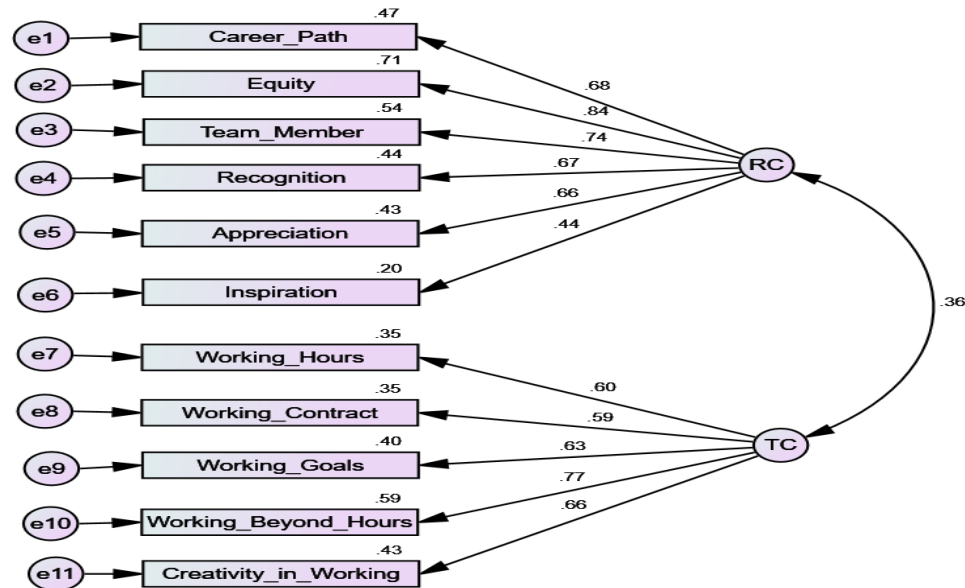 .47
e1 Career_Path
.68
.71
e2 Equity
.84
.54
e3 Team_Member
.74
.44
e4 Recognition
.67
RC
.43
e5 Appreciation
.66
.20
e6 Inspiration
.44
.36
.35
e7 Working_Hours
.60
.35
e8 Working_Contract
.59
TC
.40
e9 Working_Goals
.63
.59
e10 Working_Beyond_Hours
.77
.43
e11 Creativity_in_Working
.66